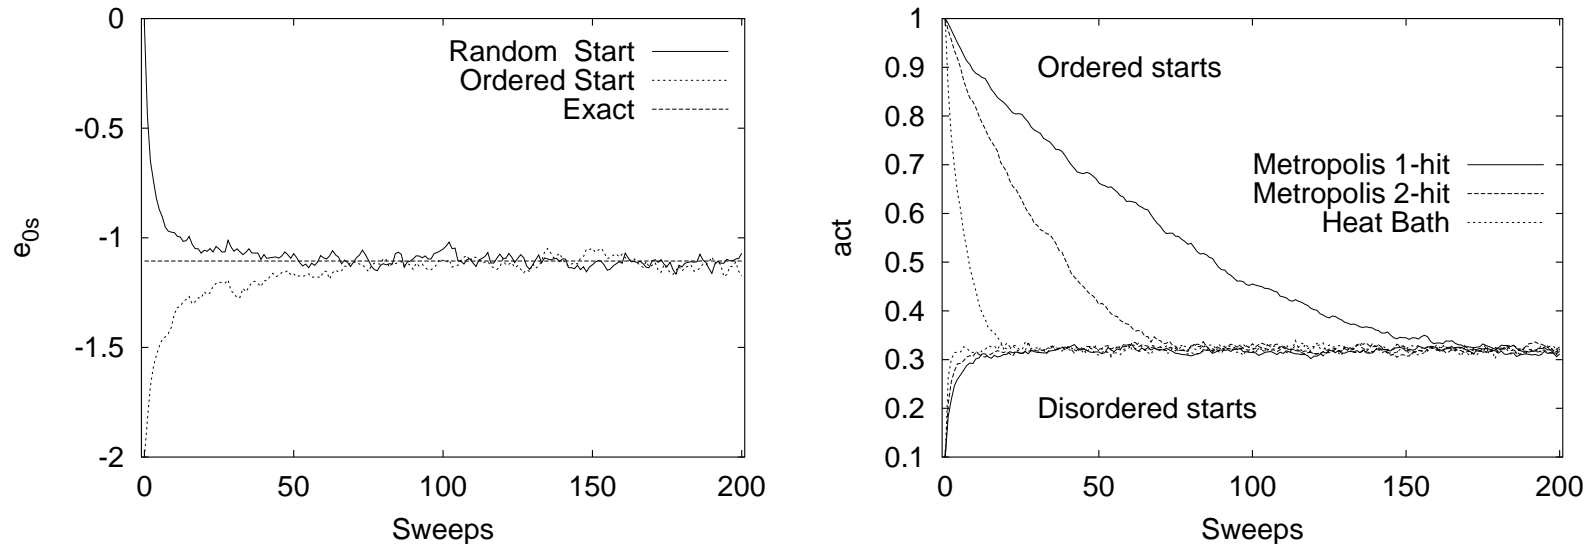 0
-0.5
-1
-1.5
-2
e0s
Random Start
Ordered Start
Exact
0 50 100 150 200
Sweeps
1
0.9
0.8
0.7
0.6
0.5
0.4
0.3
0.2
0.1
act
Ordered starts
Metropolis 1-hit
Metropolis 2-hit
Heat Bath
Disordered starts
0 50 100 150 200
Sweeps